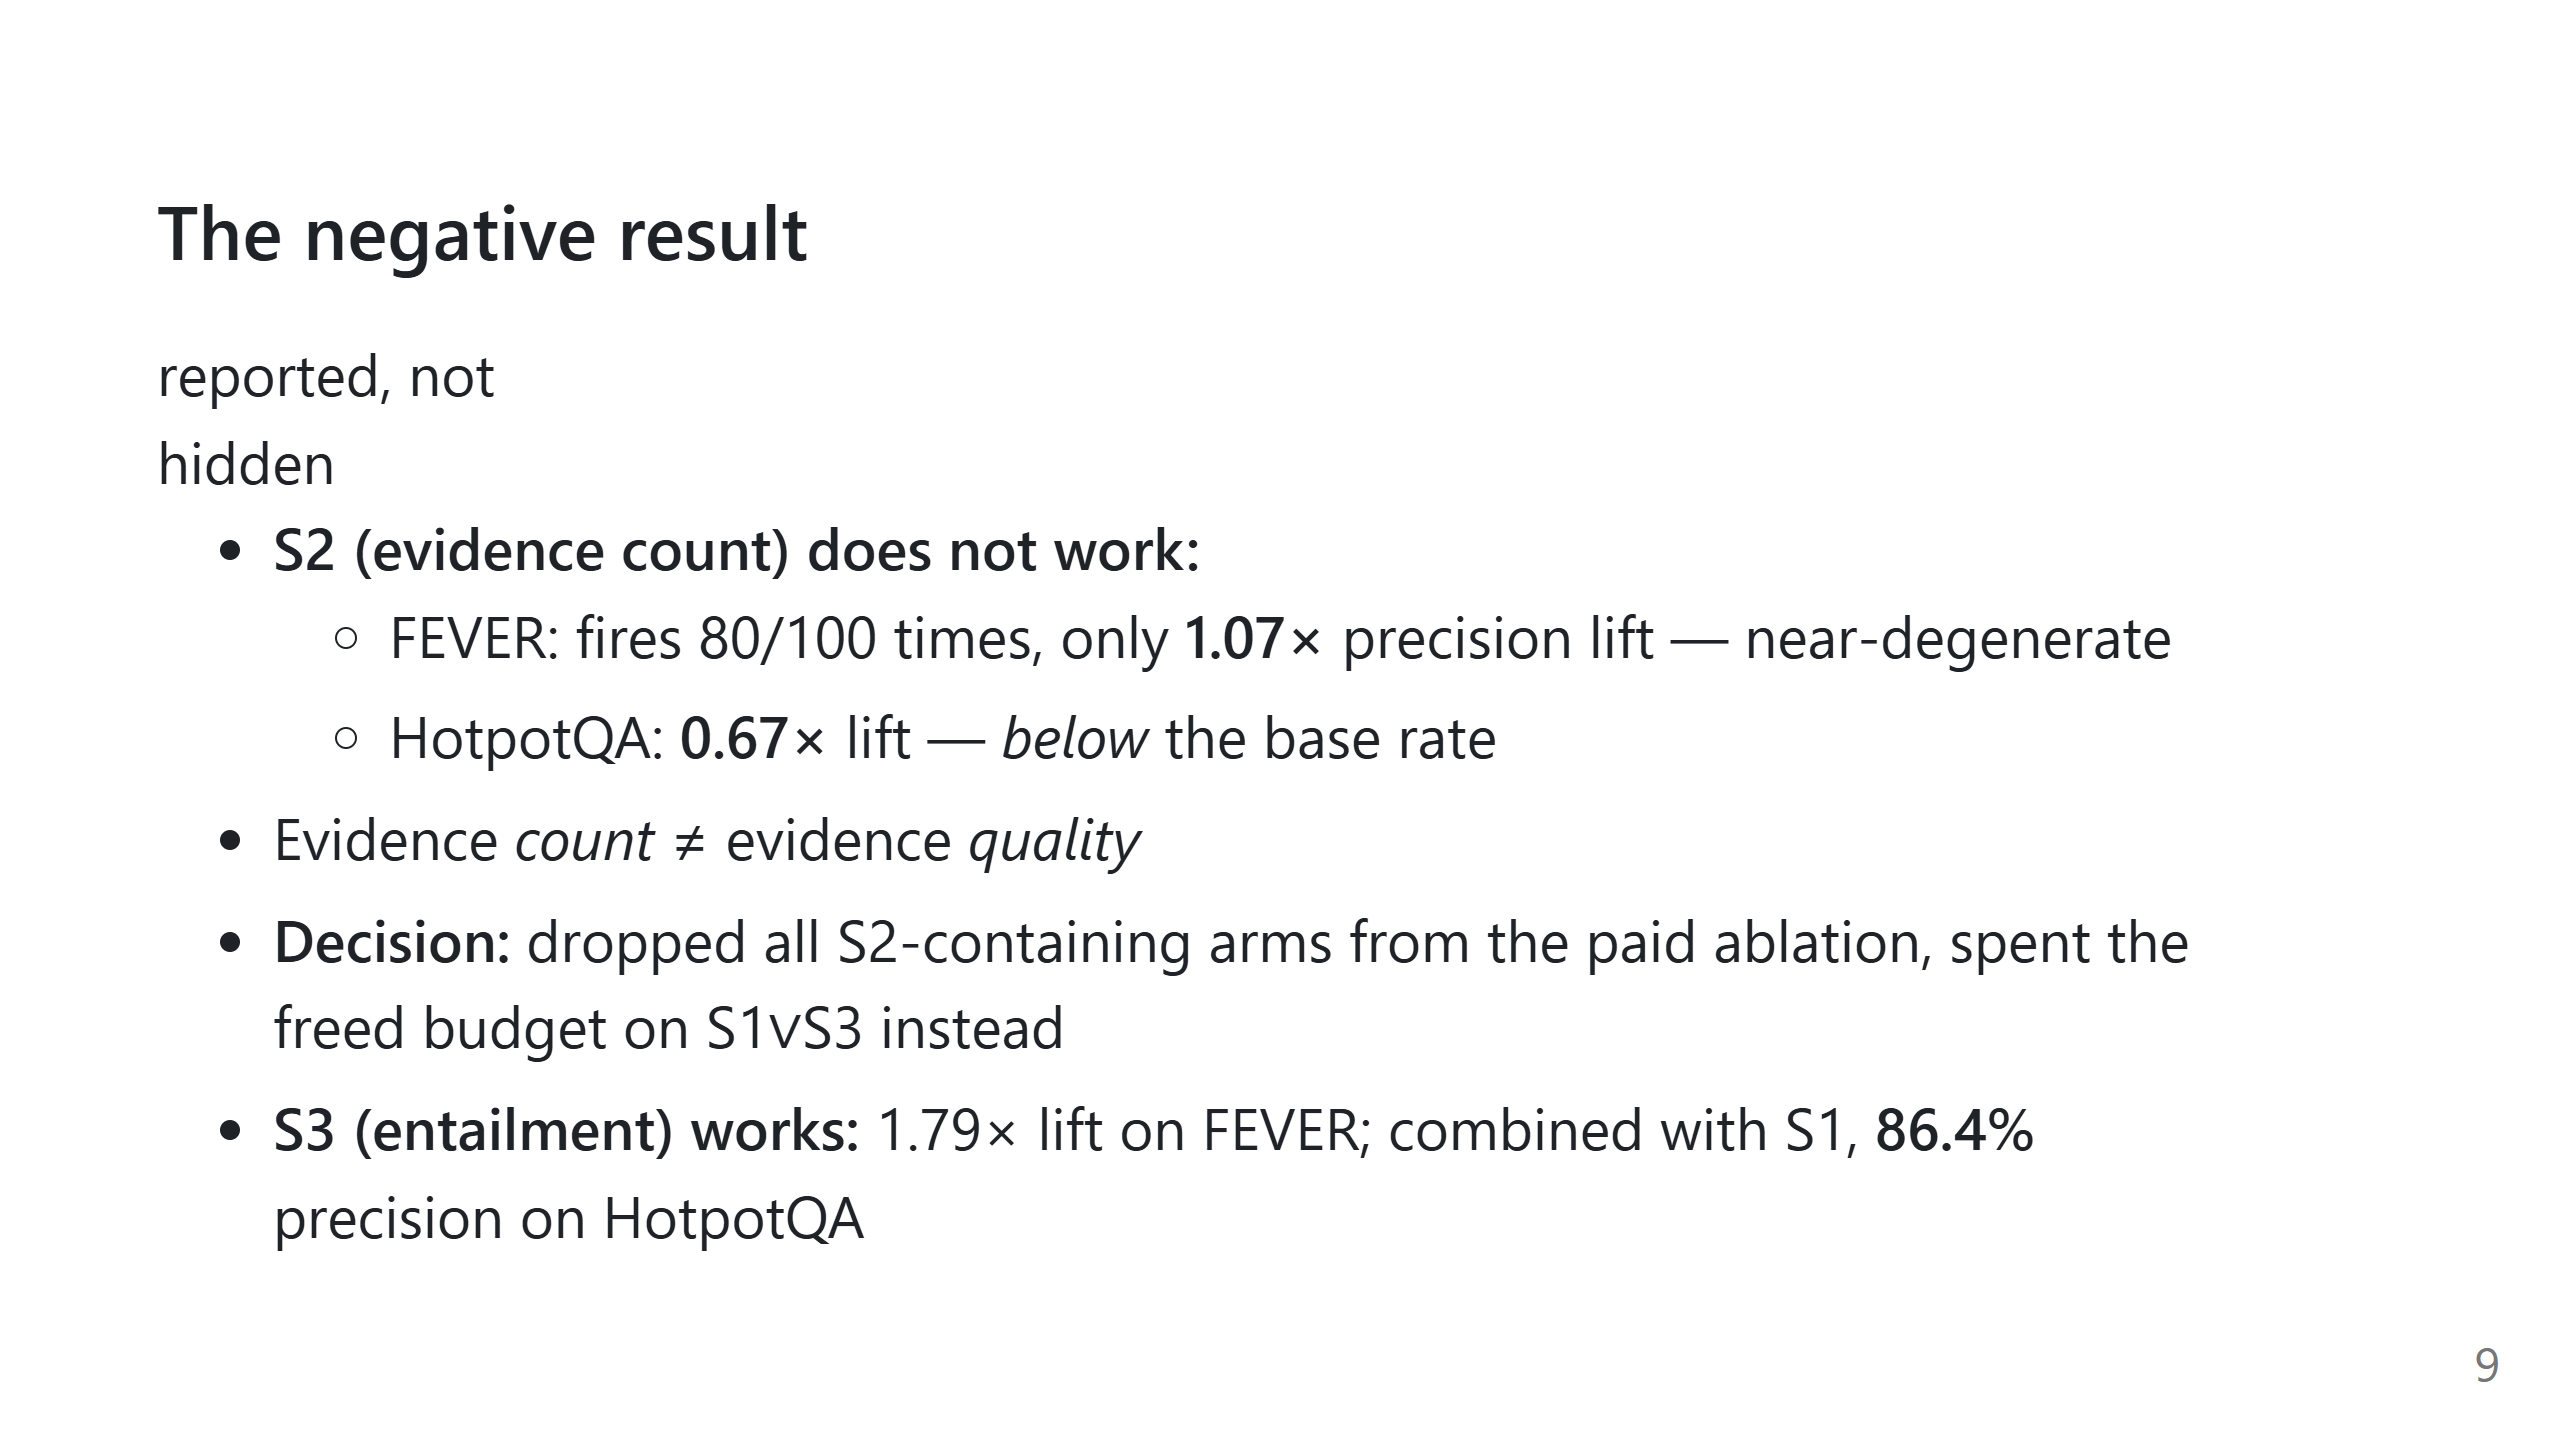 The negative result
reported, not
hidden
• S2 (evidence count) does not work:
○ FEVER: fires 80/100 times, only 1.07× precision lift — near-degenerate
○ HotpotQA: 0.67× lift — below the base rate
• Evidence count ≠ evidence quality
• Decision: dropped all S2-containing arms from the paid ablation, spent the
freed budget on S1∨S3 instead
• S3 (entailment) works: 1.79× lift on FEVER; combined with S1, 86.4%
precision on HotpotQA
9